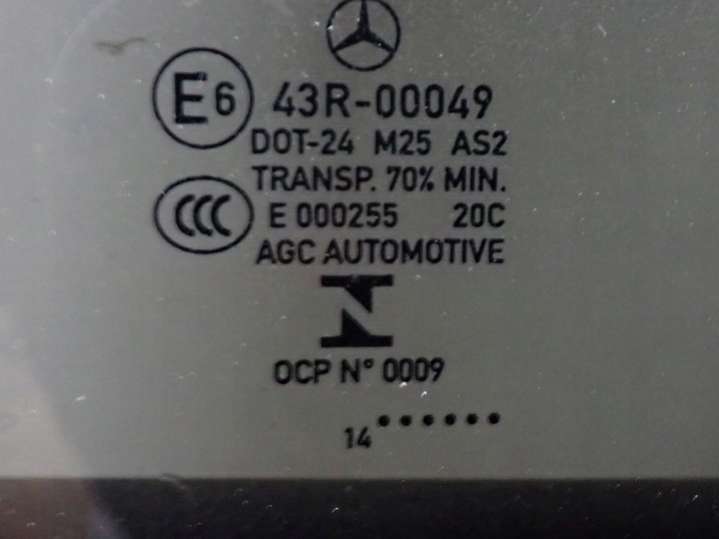 E6 43R-00049
DOT-24 M25 AS2
TRANSP. 70% MIN.
CCC E 000255 20C
AGC AUTOMOTIVE
OCP N° 0009
14 ••••••